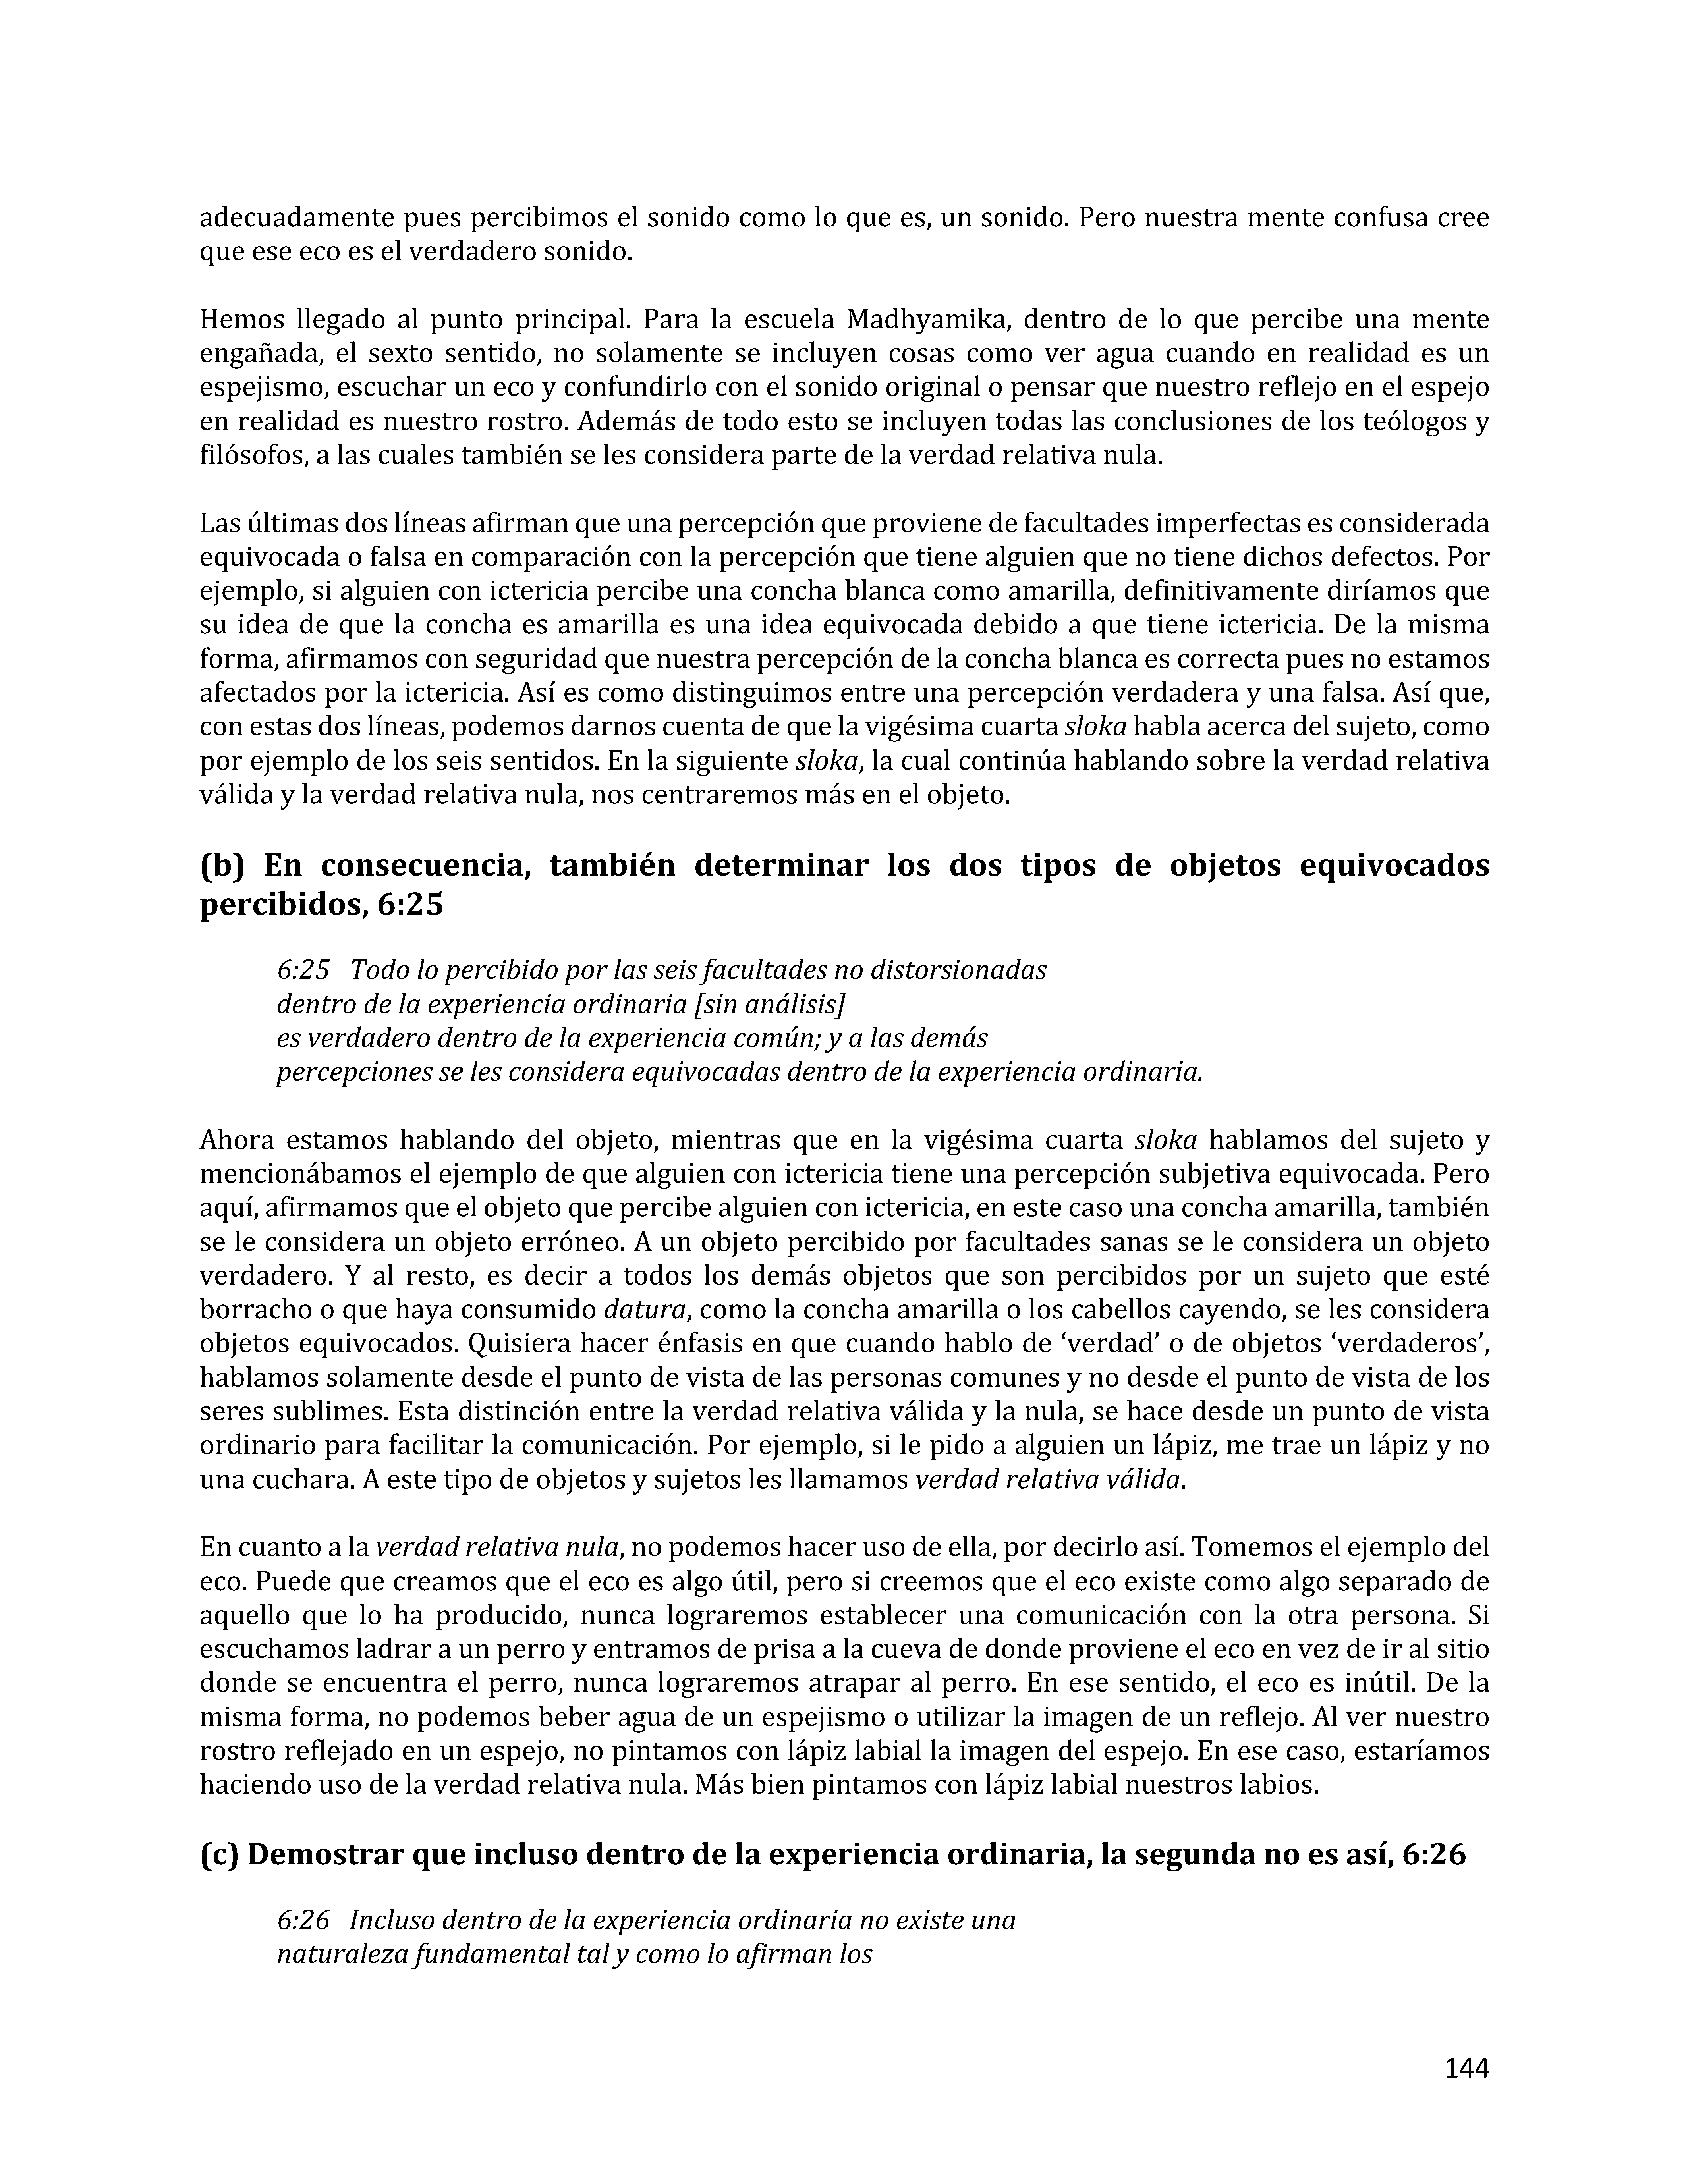 adecuadamente pues percibimos el sonido como lo que es, un sonido. Pero nuestra mente confusa cree
que ese eco es el verdadero sonido.
Hemos llegado al punto principal. Para la escuela Madhyamika, dentro de lo que percibe una mente
engañada, el sexto sentido, no solamente se incluyen cosas como ver agua cuando en realidad es un
espejismo, escuchar un eco y confundirlo con el sonido original o pensar que nuestro reflejo en el espejo
en realidad es nuestro rostro. Además de todo esto se incluyen todas las conclusiones de los teólogos y
filósofos, a las cuales también se les considera parte de la verdad relativa nula.
Las últimas dos líneas afirman que una percepción que proviene de facultades imperfectas es considerada
equivocada o falsa en comparación con la percepción que tiene alguien que no tiene dichos defectos. Por
ejemplo, si alguien con ictericia percibe una concha blanca como amarilla, definitivamente diríamos que
su idea de que la concha es amarilla es una idea equivocada debido a que tiene ictericia. De la misma
forma, afirmamos con seguridad que nuestra percepción de la concha blanca es correcta pues no estamos
afectados por la ictericia. Así es como distinguimos entre una percepción verdadera y una falsa. Así que,
con estas dos líneas, podemos darnos cuenta de que la vigésima cuarta sloka habla acerca del sujeto, como
por ejemplo de los seis sentidos. En la siguiente sloka, la cual continúa hablando sobre la verdad relativa
válida y la verdad relativa nula, nos centraremos más en el objeto.
(b) En consecuencia, también determinar los dos tipos de objetos equivocados
percibidos, 6:25
6:25 Todo lo percibido por las seis facultades no distorsionadas
dentro de la experiencia ordinaria [sin análisis]
es verdadero dentro de la experiencia común; y a las demás
percepciones se les considera equivocadas dentro de la experiencia ordinaria.
Ahora estamos hablando del objeto, mientras que en la vigésima cuarta sloka hablamos del sujeto y
mencionábamos el ejemplo de que alguien con ictericia tiene una percepción subjetiva equivocada. Pero
aquí, afirmamos que el objeto que percibe alguien con ictericia, en este caso una concha amarilla, también
se le considera un objeto erróneo. A un objeto percibido por facultades sanas se le considera un objeto
verdadero. Y al resto, es decir a todos los demás objetos que son percibidos por un sujeto que esté
borracho o que haya consumido datura, como la concha amarilla o los cabellos cayendo, se les considera
objetos equivocados. Quisiera hacer énfasis en que cuando hablo de ‘verdad’ o de objetos ‘verdaderos’,
hablamos solamente desde el punto de vista de las personas comunes y no desde el punto de vista de los
seres sublimes. Esta distinción entre la verdad relativa válida y la nula, se hace desde un punto de vista
ordinario para facilitar la comunicación. Por ejemplo, si le pido a alguien un lápiz, me trae un lápiz y no
una cuchara. A este tipo de objetos y sujetos les llamamos verdad relativa válida.
En cuanto a la verdad relativa nula, no podemos hacer uso de ella, por decirlo así. Tomemos el ejemplo del
eco. Puede que creamos que el eco es algo útil, pero si creemos que el eco existe como algo separado de
aquello que lo ha producido, nunca lograremos establecer una comunicación con la otra persona. Si
escuchamos ladrar a un perro y entramos de prisa a la cueva de donde proviene el eco en vez de ir al sitio
donde se encuentra el perro, nunca lograremos atrapar al perro. En ese sentido, el eco es inútil. De la
misma forma, no podemos beber agua de un espejismo o utilizar la imagen de un reflejo. Al ver nuestro
rostro reflejado en un espejo, no pintamos con lápiz labial la imagen del espejo. En ese caso, estaríamos
haciendo uso de la verdad relativa nula. Más bien pintamos con lápiz labial nuestros labios.
(c) Demostrar que incluso dentro de la experiencia ordinaria, la segunda no es así, 6:26
6:26 Incluso dentro de la experiencia ordinaria no existe una
naturaleza fundamental tal y como lo afirman los
144